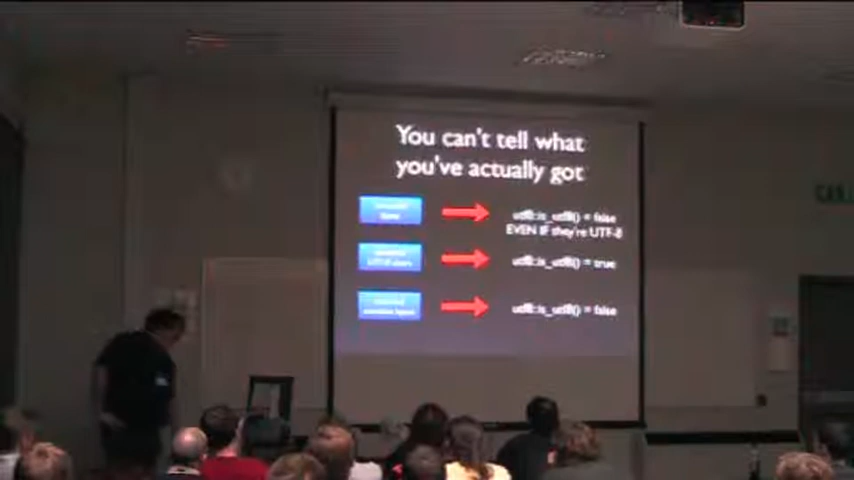 You can't tell what
you've actually got
utf8::is_utf8() = false
EVEN IF they're UTF-8
utf8::is_utf8() = true
utf8::is_utf8() = false